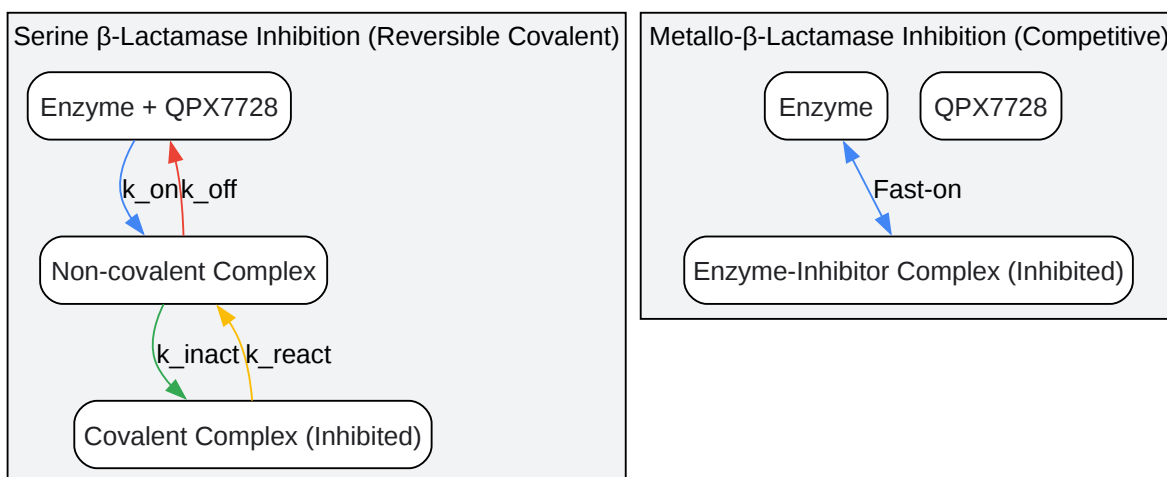 Serine β-Lactamase Inhibition (Reversible Covalent)
Enzyme + QPX7728
k_on
k_off
Non-covalent Complex
k_inact
k_react
Covalent Complex (Inhibited)
Metallo-β-Lactamase Inhibition (Competitive)
Enzyme
QPX7728
Fast-on
Enzyme-Inhibitor Complex (Inhibited)